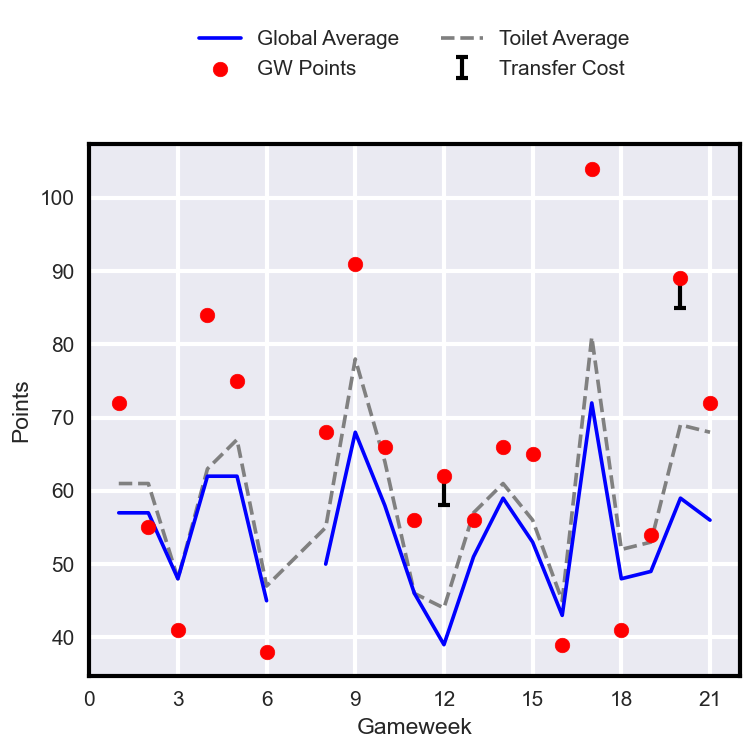 Global Average
GW Points
Toilet Average
Transfer Cost
Points
100
90
80
70
60
50
40
0 3 6 9 12 15 18 21
Gameweek